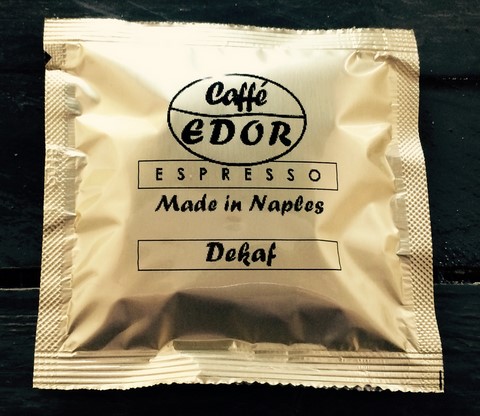 Caffé
EDOR
ESPRESSO
Made in Naples
Dekaf